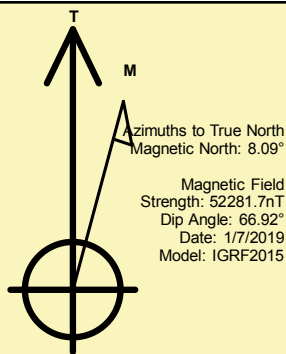 T
M
Azimuths to True North
Magnetic North: 8.09°
Magnetic Field
Strength: 52281.7nT
Dip Angle: 66.92°
Date: 1/7/2019
Model: IGRF2015